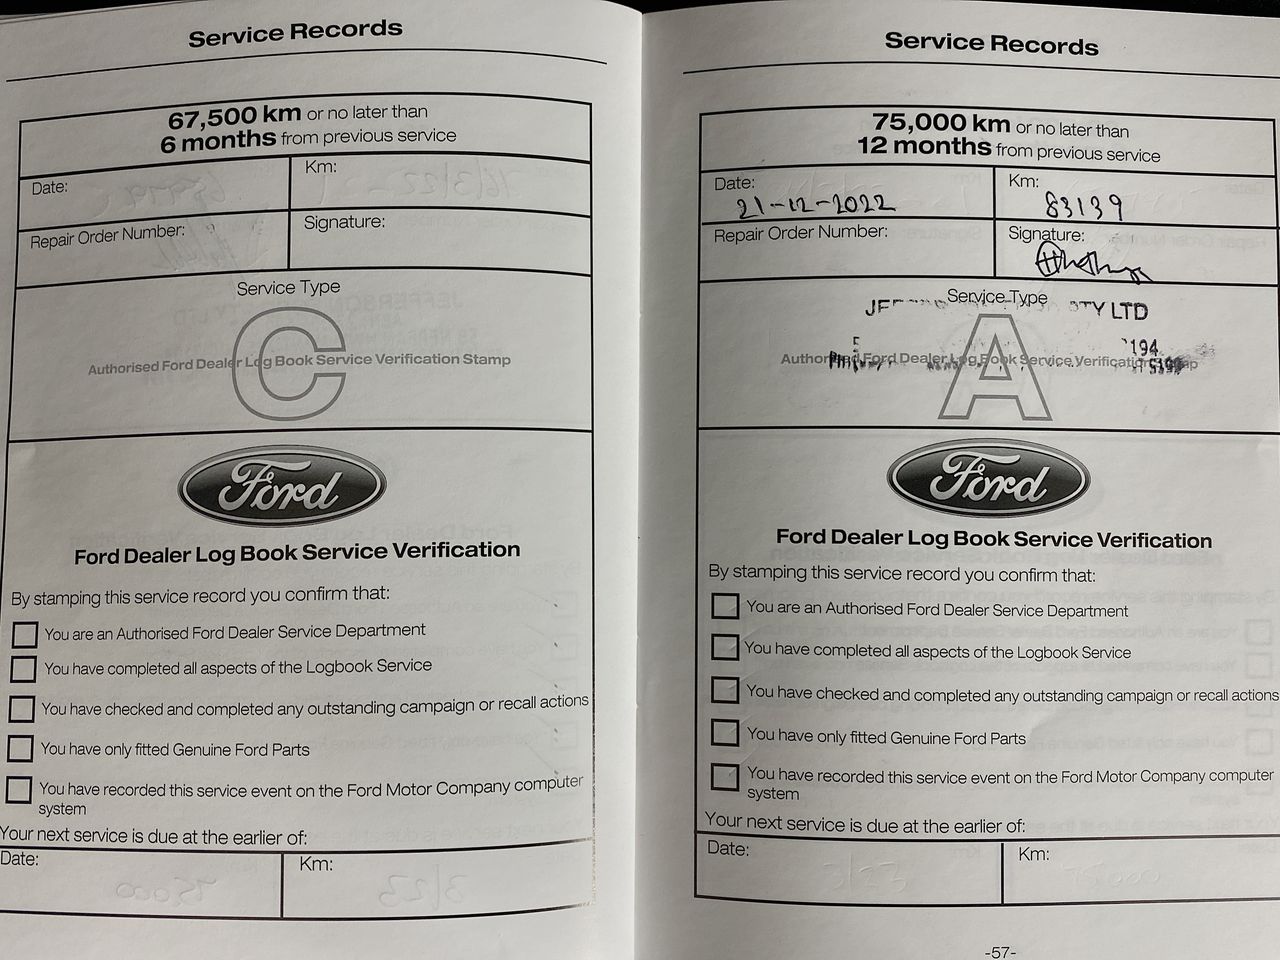 Service Records
67,500 km or no later than
6 months from previous service
Date:
Km:
Repair Order Number:
Signature:
Service Type
C
Authorised Ford Dealer Log Book Service Verification Stamp
Ford
Ford Dealer Log Book Service Verification
By stamping this service record you confirm that:
You are an Authorised Ford Dealer Service Department
You have completed all aspects of the Logbook Service
You have checked and completed any outstanding campaign or recall actions
You have only fitted Genuine Ford Parts
You have recorded this service event on the Ford Motor Company computer
system
Your next service is due at the earlier of:
Date:
Km:
Service Records
75,000 km or no later than
12 months from previous service
Date:
21-12-2022
Km:
83139
Repair Order Number:
Signature:
Service Type
PTY LTD
A
Authorised Ford Dealer Log Book Service Verification Stamp
Ford
Ford Dealer Log Book Service Verification
By stamping this service record you confirm that:
You are an Authorised Ford Dealer Service Department
You have completed all aspects of the Logbook Service
You have checked and completed any outstanding campaign or recall actions
You have only fitted Genuine Ford Parts
You have recorded this service event on the Ford Motor Company computer
system
Your next service is due at the earlier of:
Date:
Km:
-57-